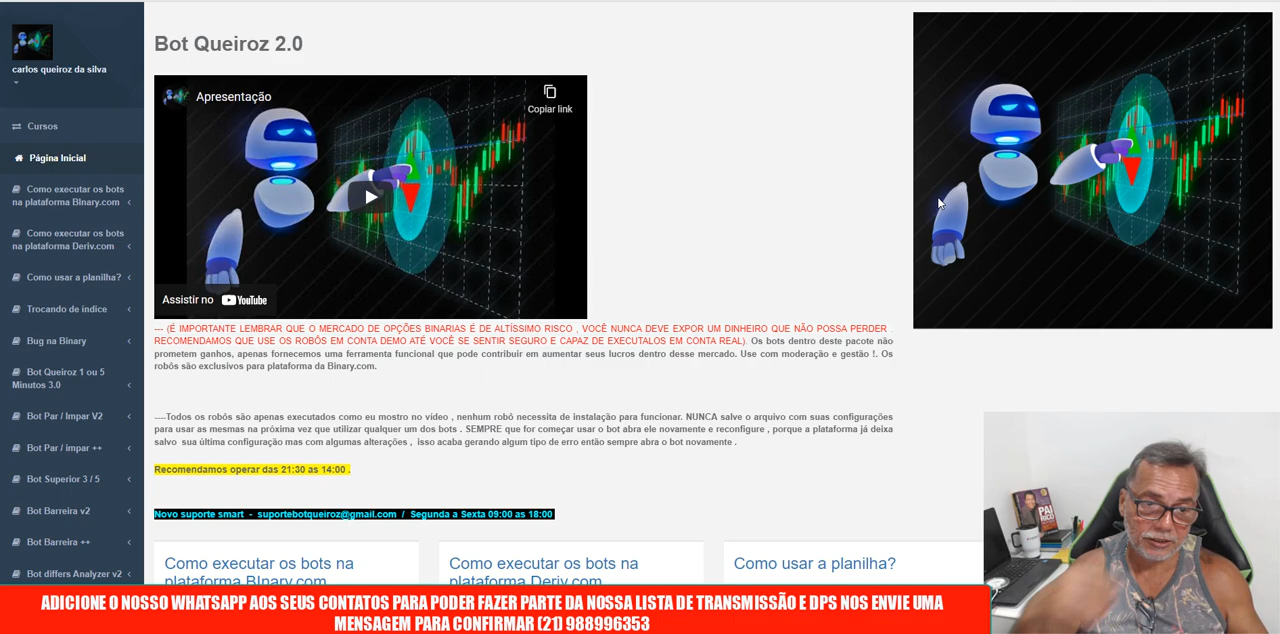 carlos queiroz da silva
Cursos
Página Inicial
Como executar os bots
na plataforma BInary.com
Como executar os bots
na plataforma Deriv.com
Como usar a planilha?
Trocando de índice
Bug na Binary
Bot Queiroz 1 ou 5
Minutos 3.0
Bot Par / Impar V2
Bot Par / impar ++
Bot Superior 3 / 5
Bot Barreira v2
Bot Barreira ++
Bot differs Analyzer v2
Bot Queiroz 2.0
Apresentação
Copiar link
Assistir no YouTube
--- (É IMPORTANTE LEMBRAR QUE O MERCADO DE OPÇÕES BINARIAS É DE ALTÍSSIMO RISCO , VOCÊ NUNCA DEVE EXPOR UM DINHEIRO QUE NÃO POSSA PERDER .
RECOMENDAMOS QUE USE OS ROBÔS EM CONTA DEMO ATÉ VOCÊ SE SENTIR SEGURO E CAPAZ DE EXECUTALOS EM CONTA REAL). Os bots dentro deste pacote não
prometem ganhos, apenas fornecemos uma ferramenta funcional que pode contribuir em aumentar seus lucros dentro desse mercado. Use com moderação e gestão !. Os
robôs são exclusivos para plataforma da Binary.com.
----Todos os robôs são apenas executados como eu mostro no vídeo , nenhum robô necessita de instalação para funcionar. NUNCA salve o arquivo com suas configurações
para usar as mesmas na próxima vez que utilizar qualquer um dos bots . SEMPRE que for começar usar o bot abra ele novamente e reconfigure , porque a plataforma já deixa
salvo sua última configuração mas com algumas alterações , isso acaba gerando algum tipo de erro então sempre abra o bot novamente .
Recomendamos operar das 21:30 as 14:00 .
Novo suporte smart - suportebotqueiroz@gmail.com / Segunda a Sexta 09:00 as 18:00
Como executar os bots na
plataforma BInary.com
Como executar os bots na
plataforma Deriv.com
Como usar a planilha?
PAI
RICO
ADICIONE O NOSSO WHATSAPP AOS SEUS CONTATOS PARA PODER FAZER PARTE DA NOSSA LISTA DE TRANSMISSÃO E DPS NOS ENVIE UMA
MENSAGEM PARA CONFIRMAR (21) 988996353